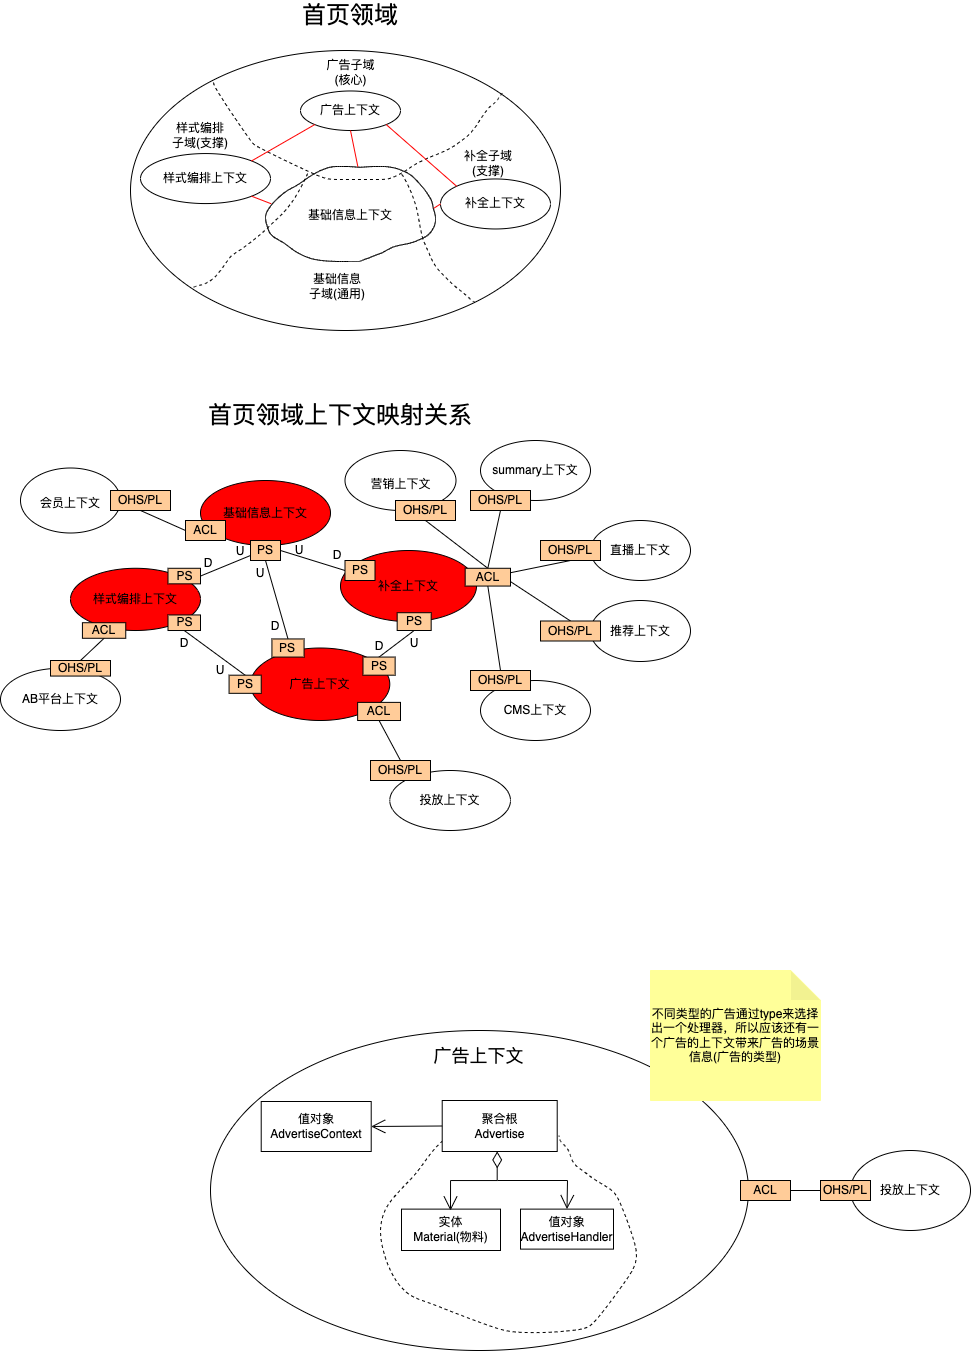 首页领域
广告子域
(核心)
广告上下文
样式编排
子域(支撑)
补全子域
(支撑)
样式编排上下文
补全上下文
基础信息上下文
基础信息
子域(通用)
首页领域上下文映射关系
summary上下文
营销上下文
会员上下文
OHS/PL
基础信息上下文
OHS/PL
OHS/PL
ACL
PS
U
U
D
D
OHS/PL
直播上下文
U
PS
PS
补全上下文
ACL
样式编排上下文
PS
ACL
PS
D
D
U
D
OHS/PL
推荐上下文
PS
PS
U
OHS/PL
AB平台上下文
PS
广告上下文
OHS/PL
CMS上下文
ACL
OHS/PL
投放上下文
不同类型的广告通过type来选择
出一个处理器，所以应该还有一
个广告的上下文带来广告的场景
信息(广告的类型)
广告上下文
值对象
AdvertiseContext
聚合根
Advertise
实体
Material(物料)
值对象
AdvertiseHandler
ACL
OHS/PL
投放上下文